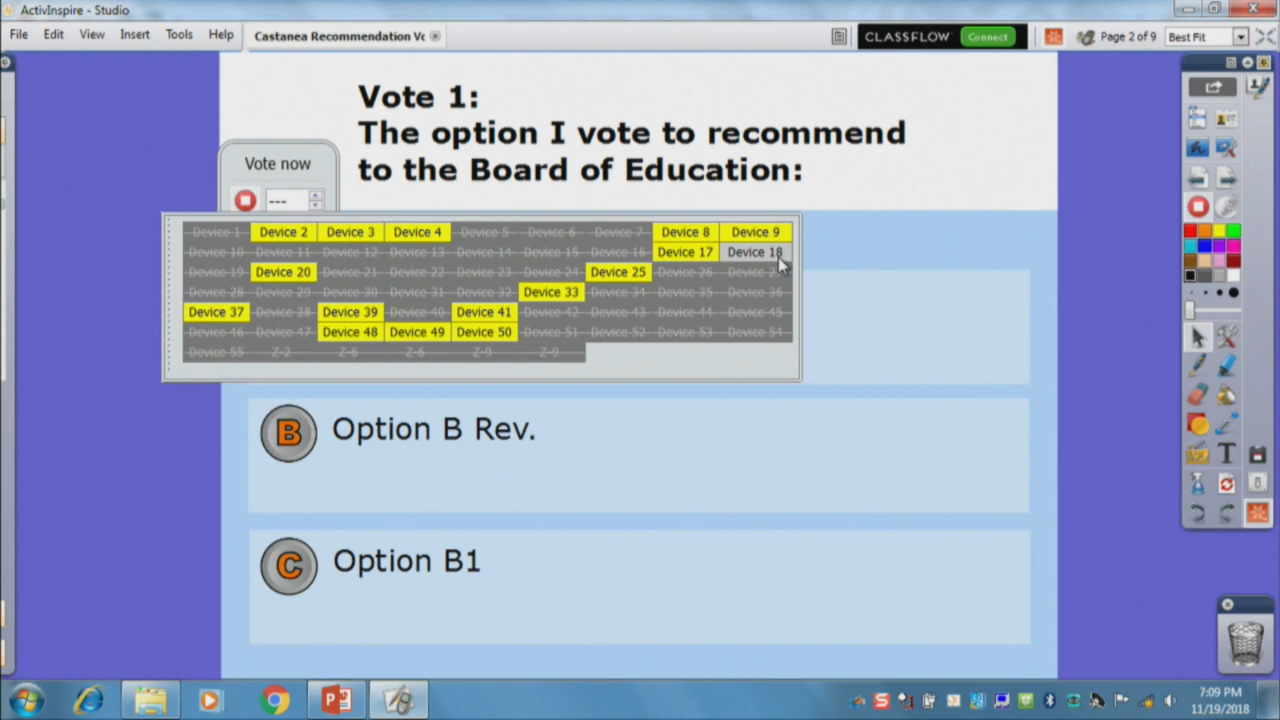 ActivInspire - Studio
File Edit View Insert Tools Help
Castanea Recommendation Vc
CLASSFLOW Connect
Page 2 of 9
Best Fit
Vote 1:
The option I vote to recommend
to the Board of Education:
Vote now
---
Device 1 Device 2 Device 3 Device 4 Device 5 Device 6 Device 7 Device 8 Device 9
Device 10 Device 11 Device 12 Device 13 Device 14 Device 15 Device 16 Device 17 Device 18
Device 19 Device 20 Device 21 Device 22 Device 23 Device 24 Device 25 Device 26 Device
Device 28 Device 29 Device 30 Device 31 Device 32 Device 33 Device 34 Device 35 Device 36
Device 37 Device 38 Device 39 Device 40 Device 41 Device 42 Device 43 Device 44 Device 45
Device 46 Device 47 Device 48 Device 49 Device 50 Device 51 Device 52 Device 53 Device 54
Device 55 Z-2 Z-6 Z-6 Z-9 Z-9
B Option B Rev.
C Option B1
7:09 PM
11/19/2018